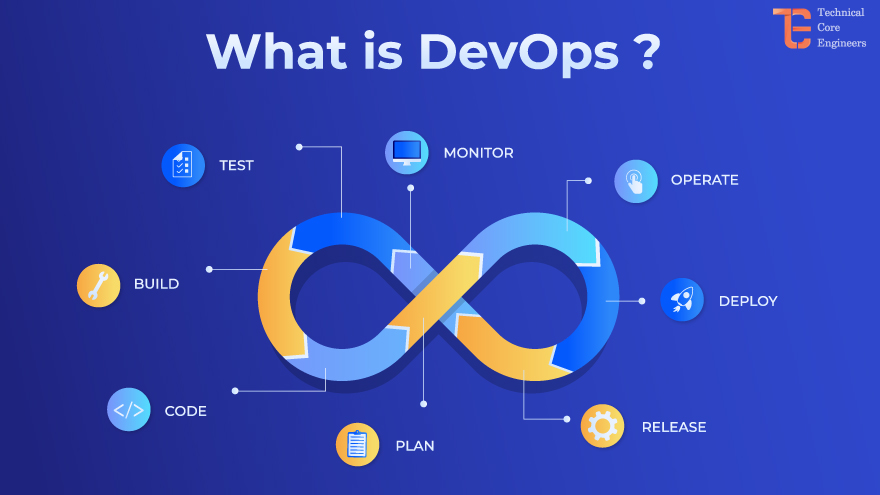 What is DevOps ?
Technical
Core
Engineers
TEST
MONITOR
OPERATE
BUILD
DEPLOY
CODE
PLAN
RELEASE
</>